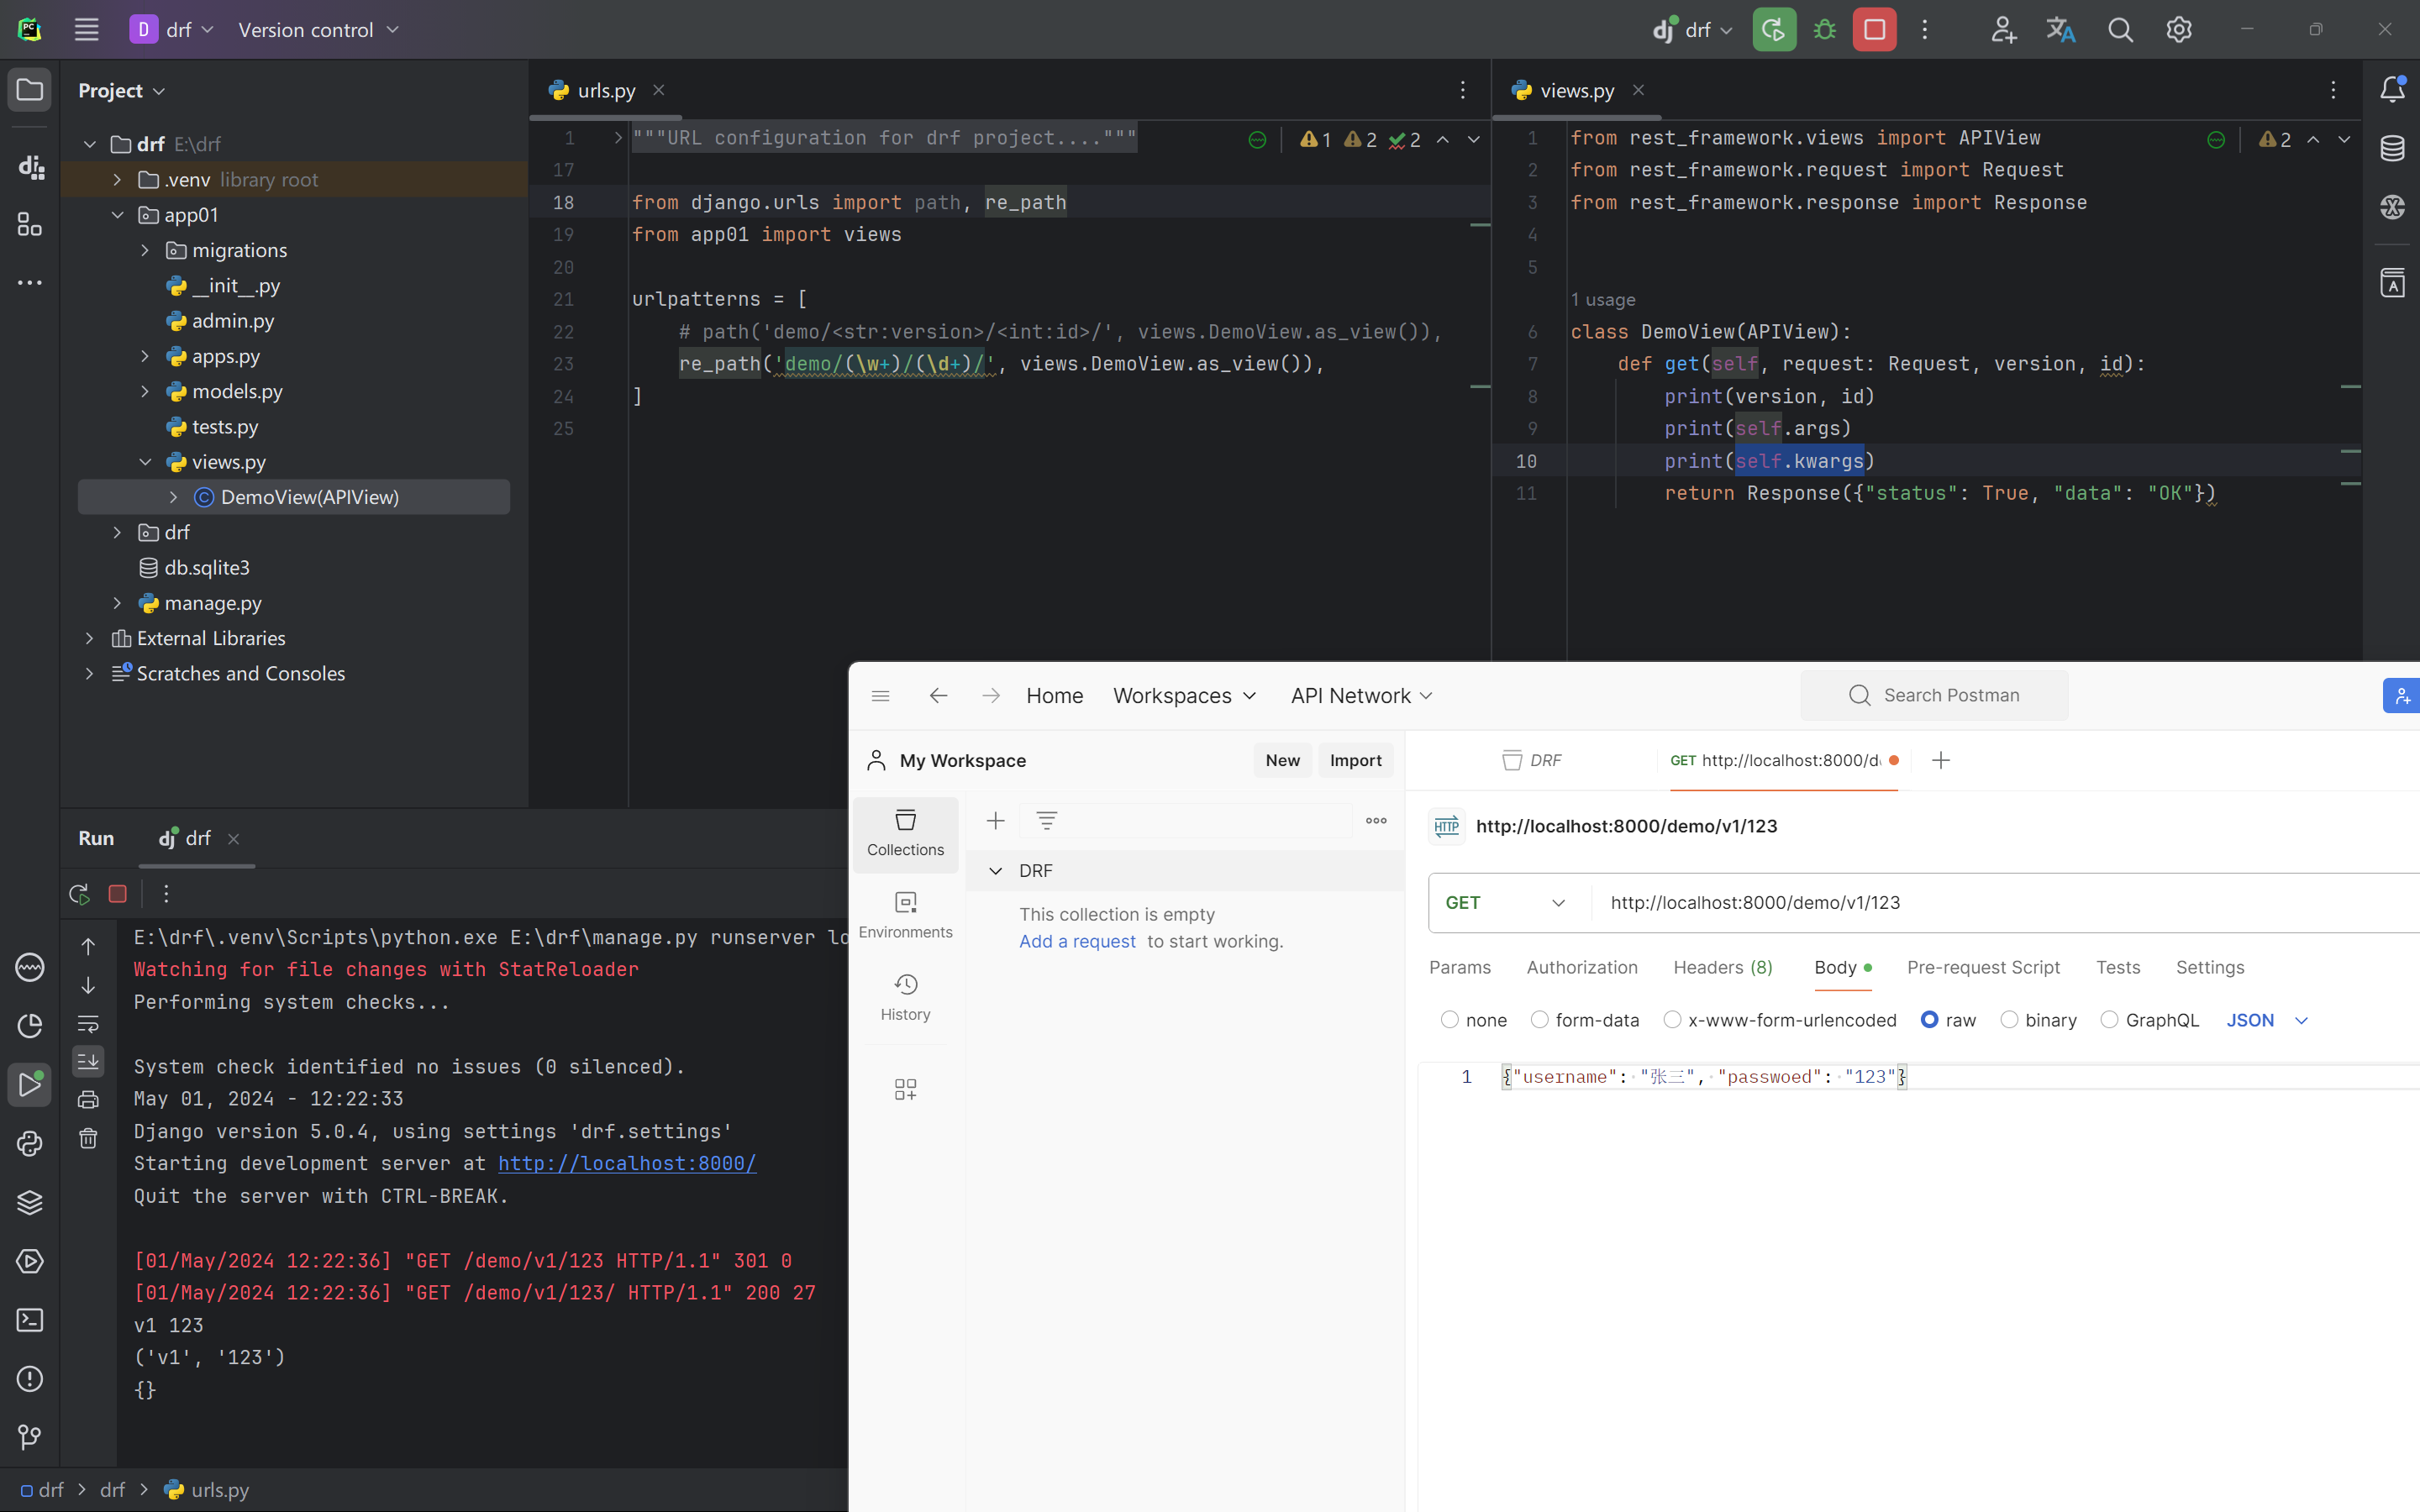 D drf Version control drf
Project
drf E:\drf
.venv library root
app01
migrations
__init__.py
admin.py
apps.py
models.py
tests.py
views.py
DemoView(APIView)
drf
db.sqlite3
manage.py
External Libraries
Scratches and Consoles
urls.py
1 """URL configuration for drf project....""" 1 2 2
17
18 from django.urls import path, re_path
19 from app01 import views
20
21 urlpatterns = [
22 # path('demo/<str:version>/<int:id>/', views.DemoView.as_view()),
23 re_path('demo/(\w+)/(\d+)/', views.DemoView.as_view()),
24 ]
25
views.py
1 from rest_framework.views import APIView 2
2 from rest_framework.request import Request
3 from rest_framework.response import Response
4
5
1 usage
6 class DemoView(APIView):
7 def get(self, request: Request, version, id):
8 print(version, id)
9 print(self.args)
10 print(self.kwargs)
11 return Response({"status": True, "data": "OK"})
Run drf
E:\drf\.venv\Scripts\python.exe E:\drf\manage.py runserver lo
Watching for file changes with StatReloader
Performing system checks...
System check identified no issues (0 silenced).
May 01, 2024 - 12:22:33
Django version 5.0.4, using settings 'drf.settings'
Starting development server at http://localhost:8000/
Quit the server with CTRL-BREAK.
[01/May/2024 12:22:36] "GET /demo/v1/123 HTTP/1.1" 301 0
[01/May/2024 12:22:36] "GET /demo/v1/123/ HTTP/1.1" 200 27
v1 123
('v1', '123')
{}
drf > drf > urls.py
Home Workspaces API Network Search Postman
My Workspace New Import
Collections
Environments
History
DRF
This collection is empty
Add a request to start working.
DRF GET http://localhost:8000/d
HTTP http://localhost:8000/demo/v1/123
GET http://localhost:8000/demo/v1/123
Params Authorization Headers (8) Body Pre-request Script Tests Settings
none form-data x-www-form-urlencoded raw binary GraphQL JSON
1 {"username": "张三", "passwoed": "123"}